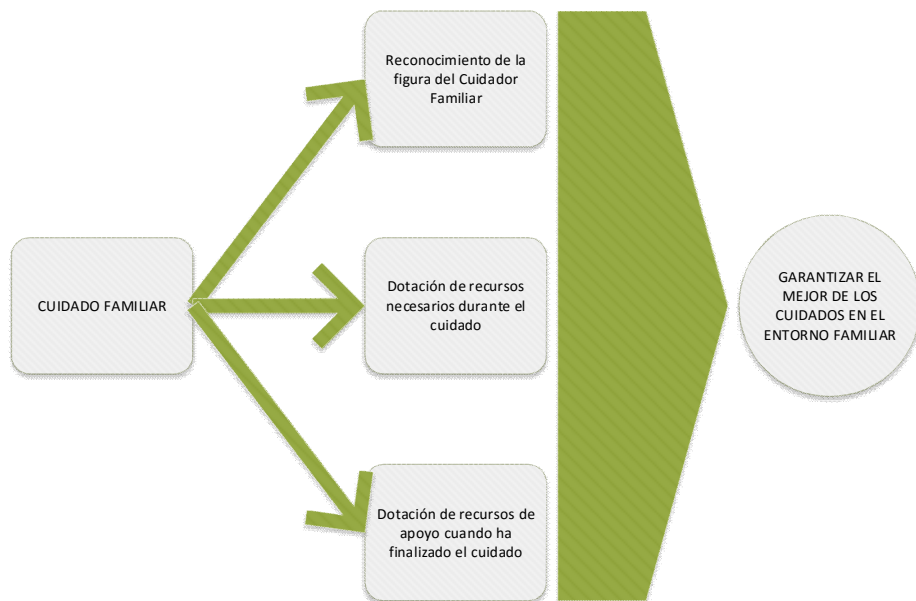 Reconocimiento de la
figura del Cuidador
Familiar
CUIDADO FAMILIAR
Dotación de recursos
necesarios durante el
cuidado
Dotación de recursos de
apoyo cuando ha
finalizado el cuidado
GARANTIZAR EL
MEJOR DE LOS
CUIDADOS EN EL
ENTORNO FAMILIAR